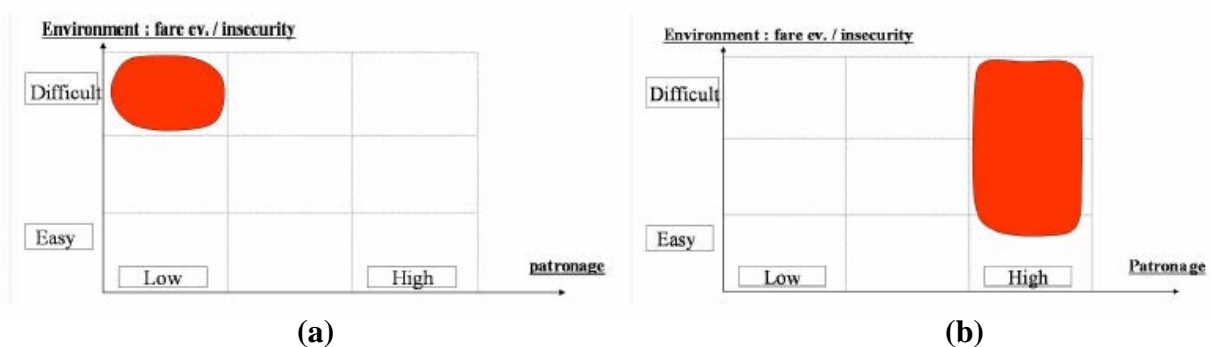 Environment : fare ev. / insecurity
Difficult
Easy
Low
High
patronage
(a)
Environment : fare ev. / insecurity
Difficult
Easy
Low
High
Patronage
(b)